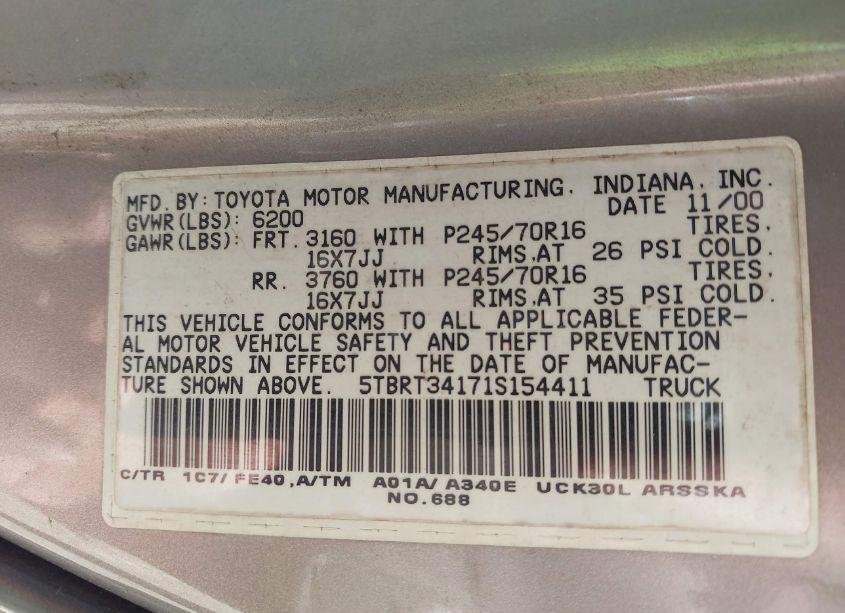 MFD. BY: TOYOTA MOTOR MANUFACTURING, INDIANA, INC.
GVWR(LBS): 6200 DATE 11/00
GAWR(LBS): FRT. 3160 WITH P245/70R16 TIRES,
16X7JJ RIMS,AT 26 PSI COLD.
RR. 3760 WITH P245/70R16 TIRES,
16X7JJ RIMS,AT 35 PSI COLD.
THIS VEHICLE CONFORMS TO ALL APPLICABLE FEDER-
AL MOTOR VEHICLE SAFETY AND THEFT PREVENTION
STANDARDS IN EFFECT ON THE DATE OF MANUFAC-
TURE SHOWN ABOVE. 5TBRT34171S154411 TRUCK
C/TR 1C7/ FE40,A/TM A01A/ A340E UCK30L ARSSKA
NO.688